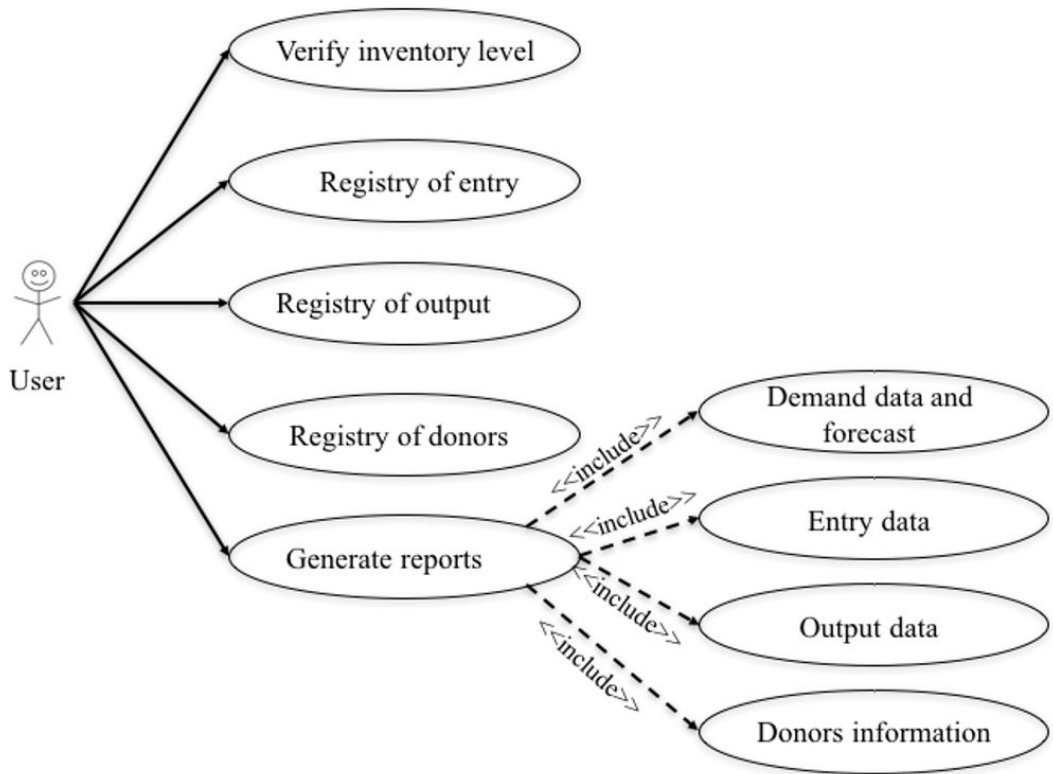 Verify inventory level
Registry of entry
Registry of output
User
Registry of donors
Generate reports
<<include>>
Demand data and
forecast
<<include>>
Entry data
<<include>>
Output data
<<include>>
Donors information